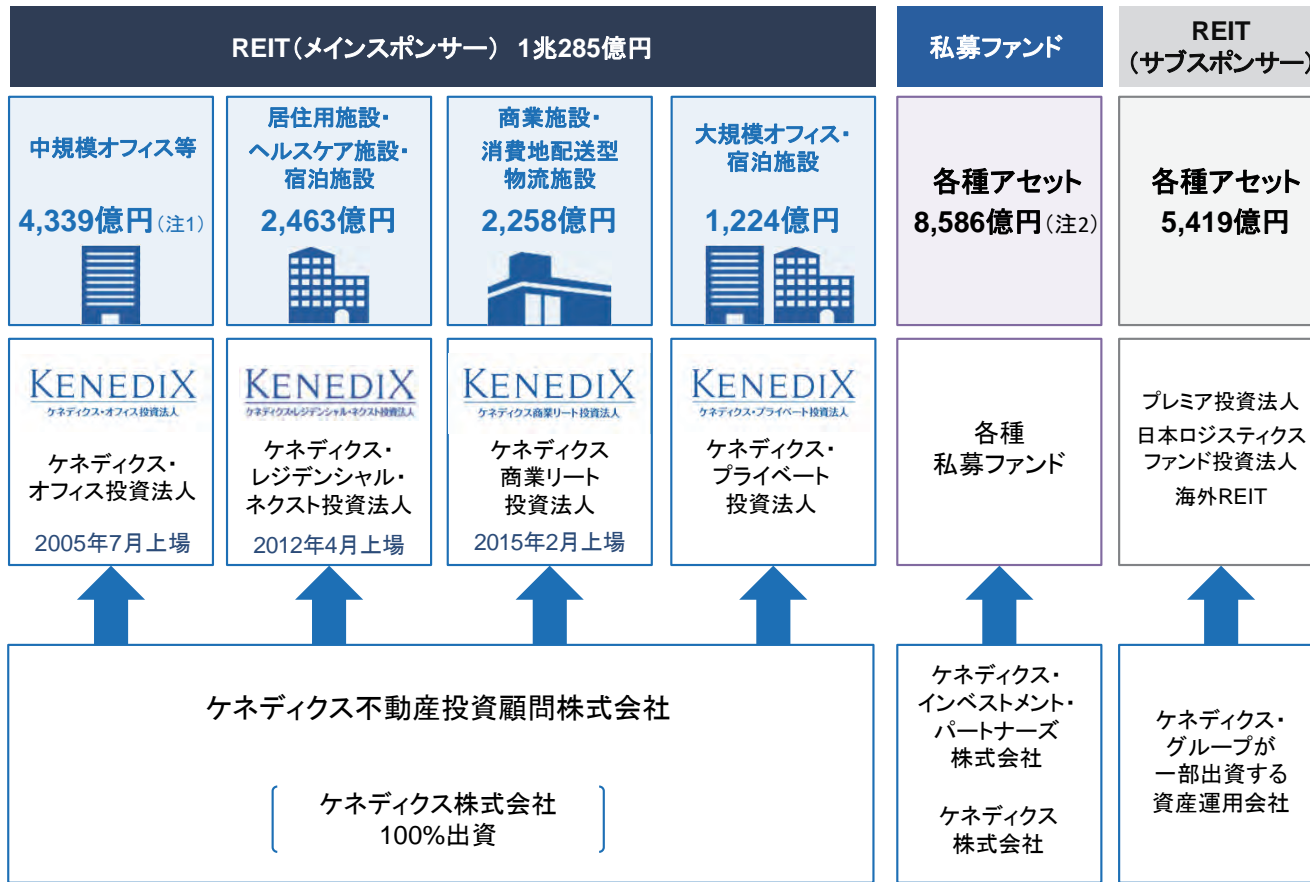 REIT(メインスポンサー) 1兆285億円
私募ファンド
REIT
(サブスポンサー)
中規模オフィス等
4,339億円(注1)
居住用施設・
ヘルスケア施設・
宿泊施設
2,463億円
商業施設・
消費地配送型
物流施設
2,258億円
大規模オフィス・
宿泊施設
1,224億円
各種アセット
8,586億円(注2)
各種アセット
5,419億円
KENEDIX
ケネディクス・オフィス投資法人
ケネディクス・
オフィス投資法人
2005年7月上場
KENEDIX
ケネディクス・レジデンシャル・ネクスト投資法人
ケネディクス・
レジデンシャル・
ネクスト投資法人
2012年4月上場
KENEDIX
ケネディクス商業リート投資法人
ケネディクス
商業リート
投資法人
2015年2月上場
KENEDIX
ケネディクス・プライベート投資法人
ケネディクス・
プライベート
投資法人
各種
私募ファンド
プレミア投資法人
日本ロジスティクス
ファンド投資法人
海外REIT
ケネディクス不動産投資顧問株式会社
ケネディクス株式会社
100%出資
ケネディクス・
インベストメント・
パートナーズ
株式会社
ケネディクス
株式会社
ケネディクス・
グループが
一部出資する
資産運用会社